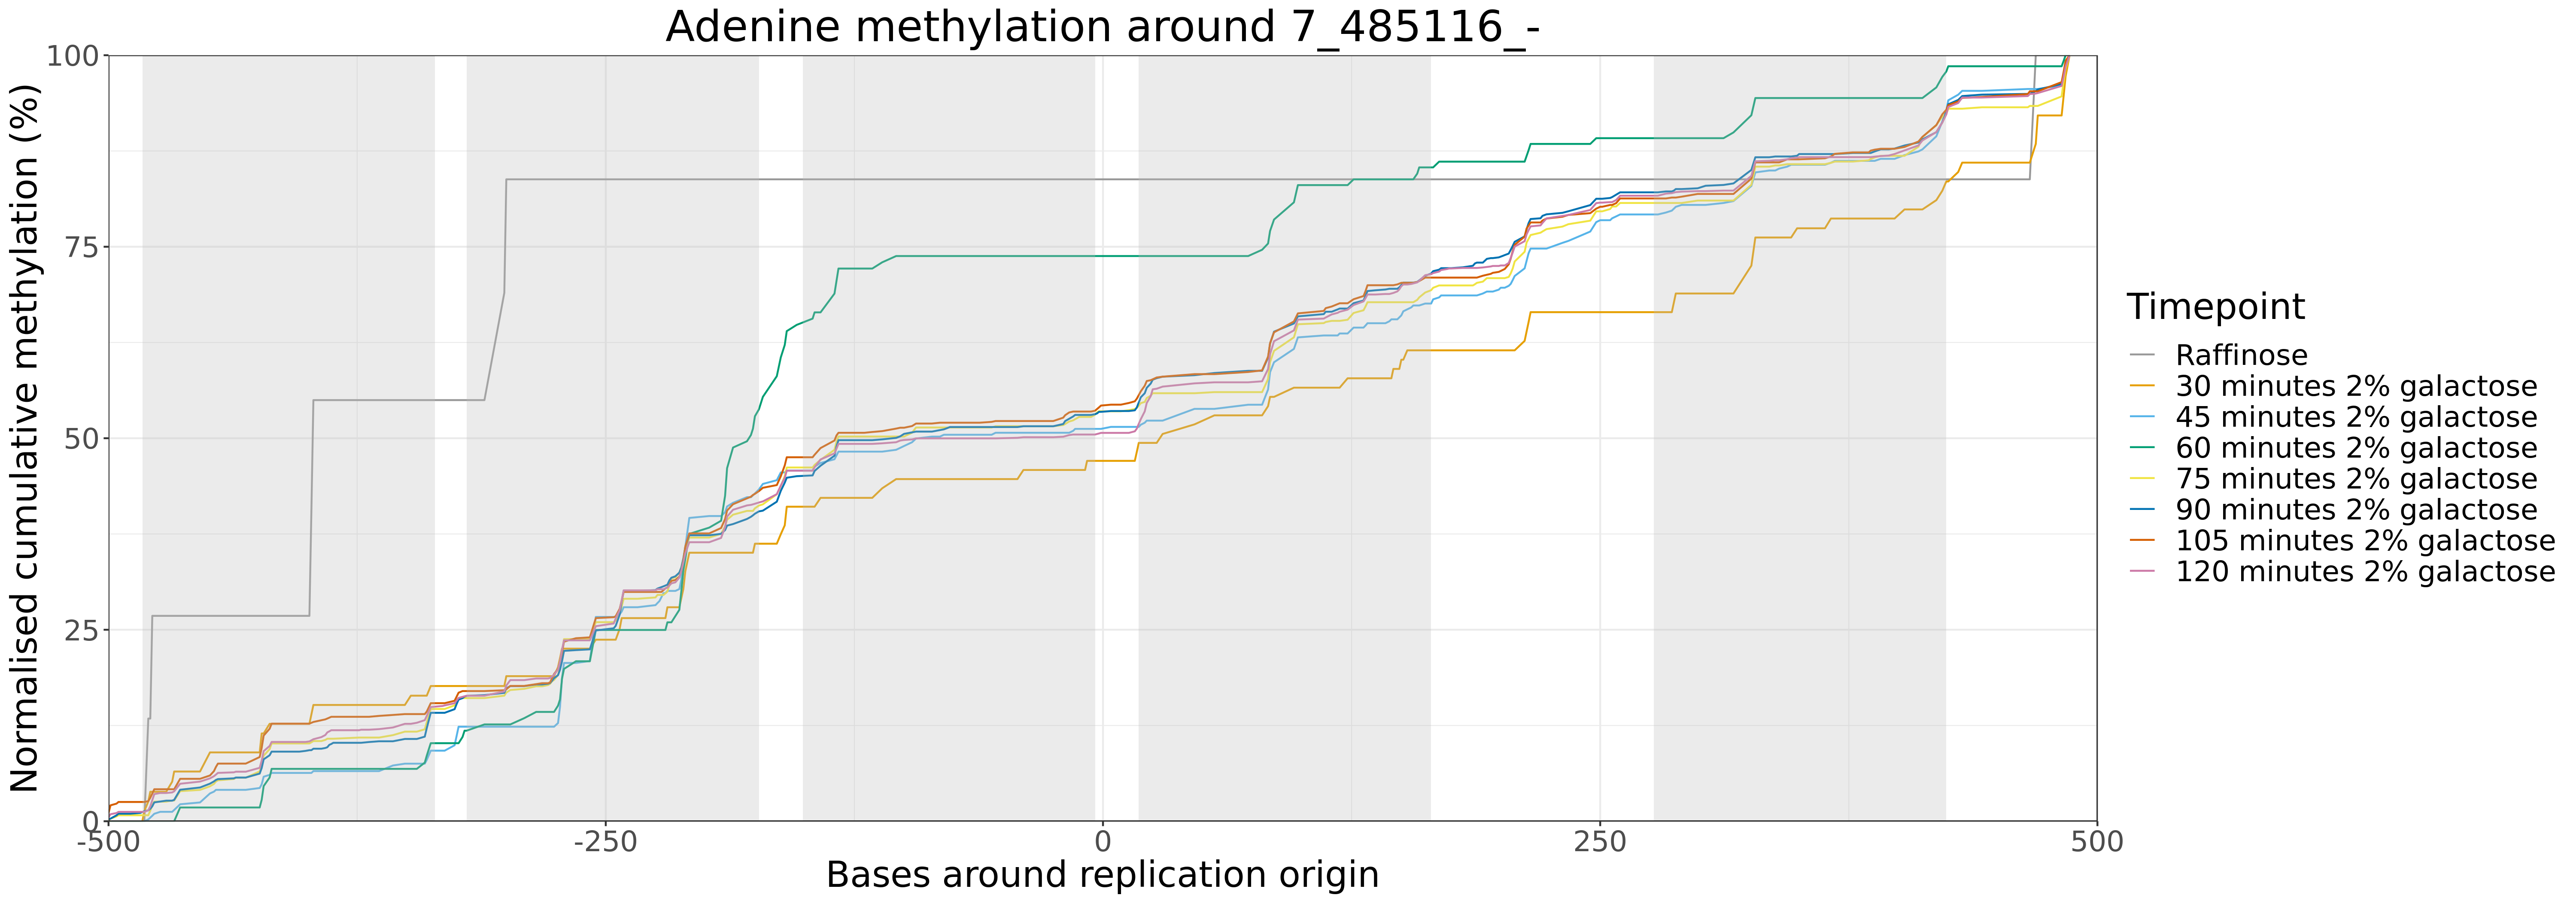 Adenine methylation around 7_485116_-
Normalised cumulative methylation (%)
100
75
50
25
0
-500
-250
0
250
500
Bases around replication origin
Timepoint
Raffinose
30 minutes 2% galactose
45 minutes 2% galactose
60 minutes 2% galactose
75 minutes 2% galactose
90 minutes 2% galactose
105 minutes 2% galactose
120 minutes 2% galactose